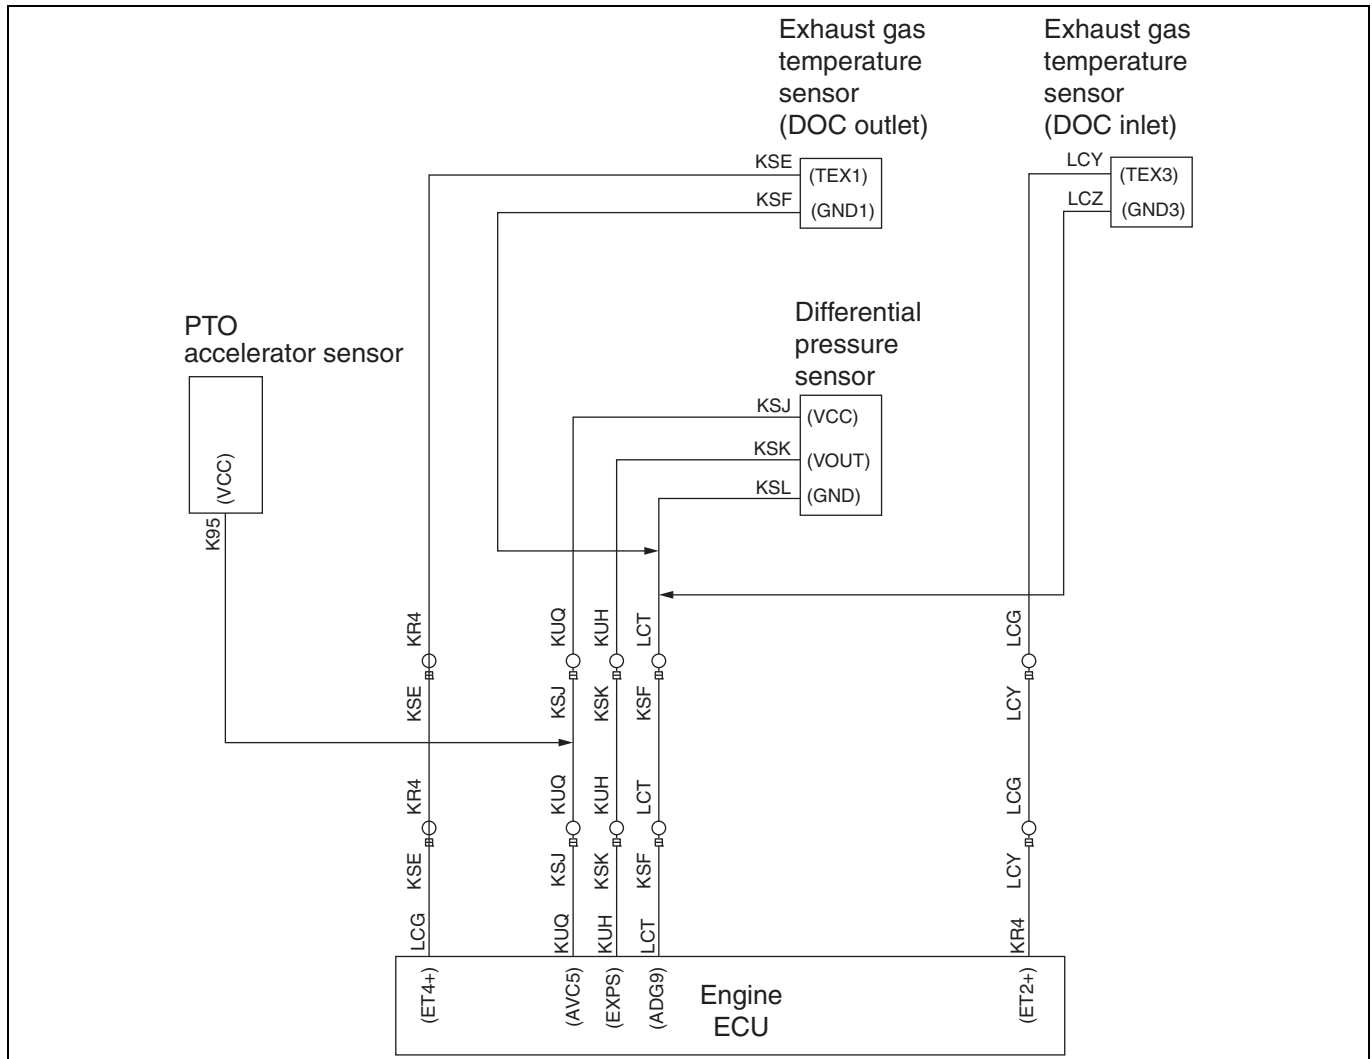 Exhaust gas
temperature
sensor
(DOC outlet)
Exhaust gas
temperature
sensor
(DOC inlet)
KSE
(TEX1)
KSF
(GND1)
LCY
(TEX3)
LCZ
(GND3)
PTO
accelerator sensor
(VCC)
K95
Differential
pressure
sensor
KSJ
(VCC)
KSK
(VOUT)
KSL
(GND)
KR4
KUQ
KUH
LCT
LCG
KSE
KSJ
KSK
KSF
LCY
KR4
KUQ
KUH
LCT
LCG
KSE
KSJ
KSK
KSF
LCY
LCG
KUQ
KUH
LCT
KR4
(ET4+)
(AVC5)
(EXPS)
(ADG9)
(ET2+)
Engine
ECU